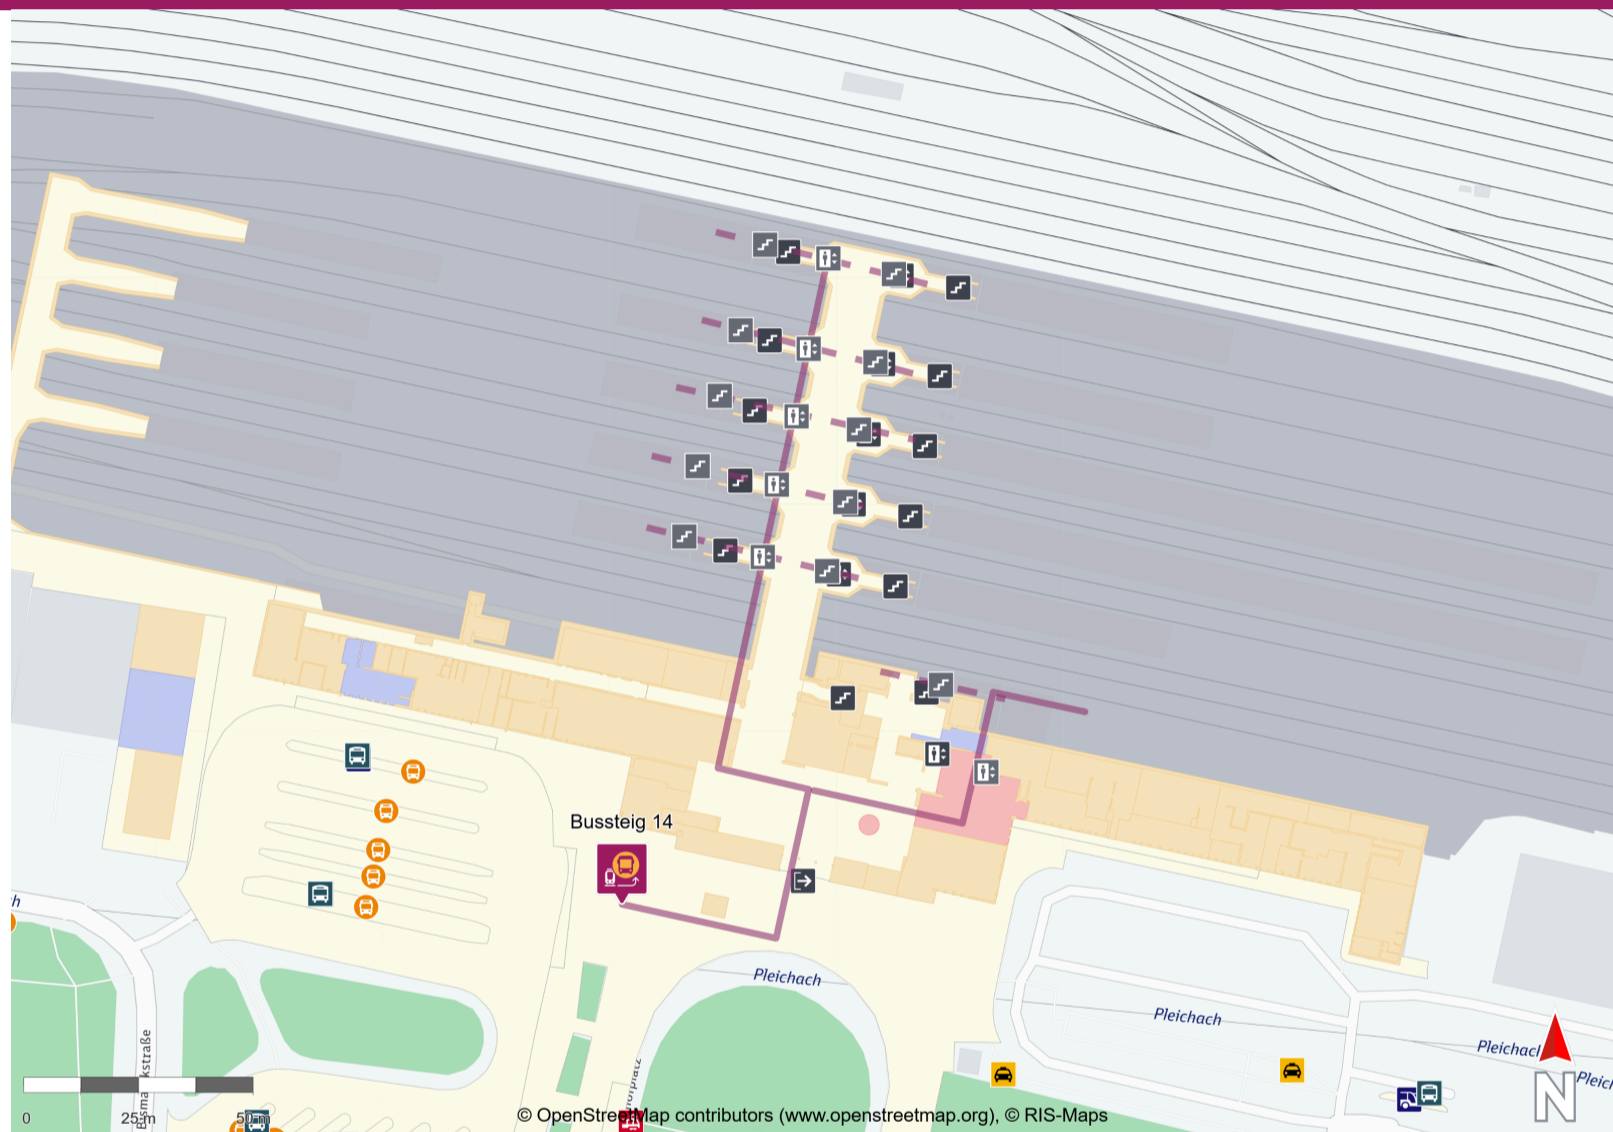 Bussteig 14
Pleichach
Pleichach
Pleichach
0
25 m
50 m
N
© OpenStreetMap contributors (www.openstreetmap.org), © RIS-Maps